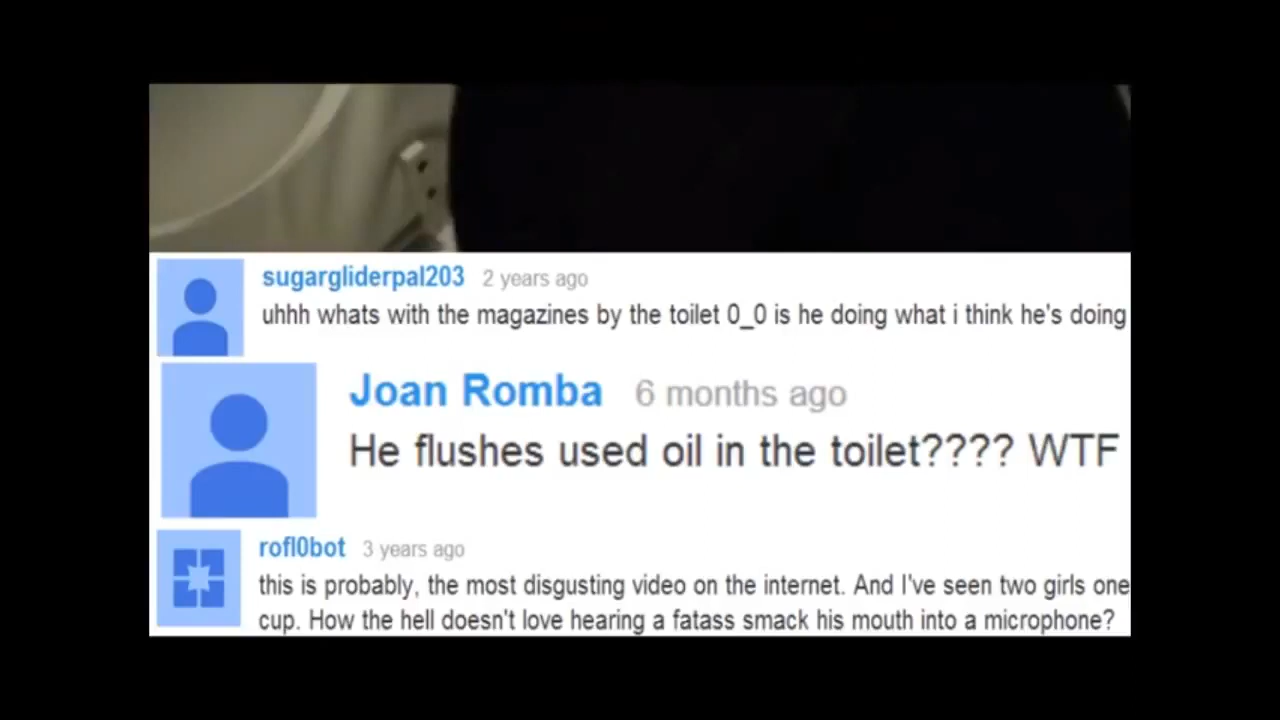 sugargliderpal203 2 years ago
uhhh whats with the magazines by the toilet 0_0 is he doing what i think he's doing
Joan Romba 6 months ago
He flushes used oil in the toilet???? WTF
rofl0bot 3 years ago
this is probably, the most disgusting video on the internet. And I've seen two girls one
cup. How the hell doesn't love hearing a fatass smack his mouth into a microphone?